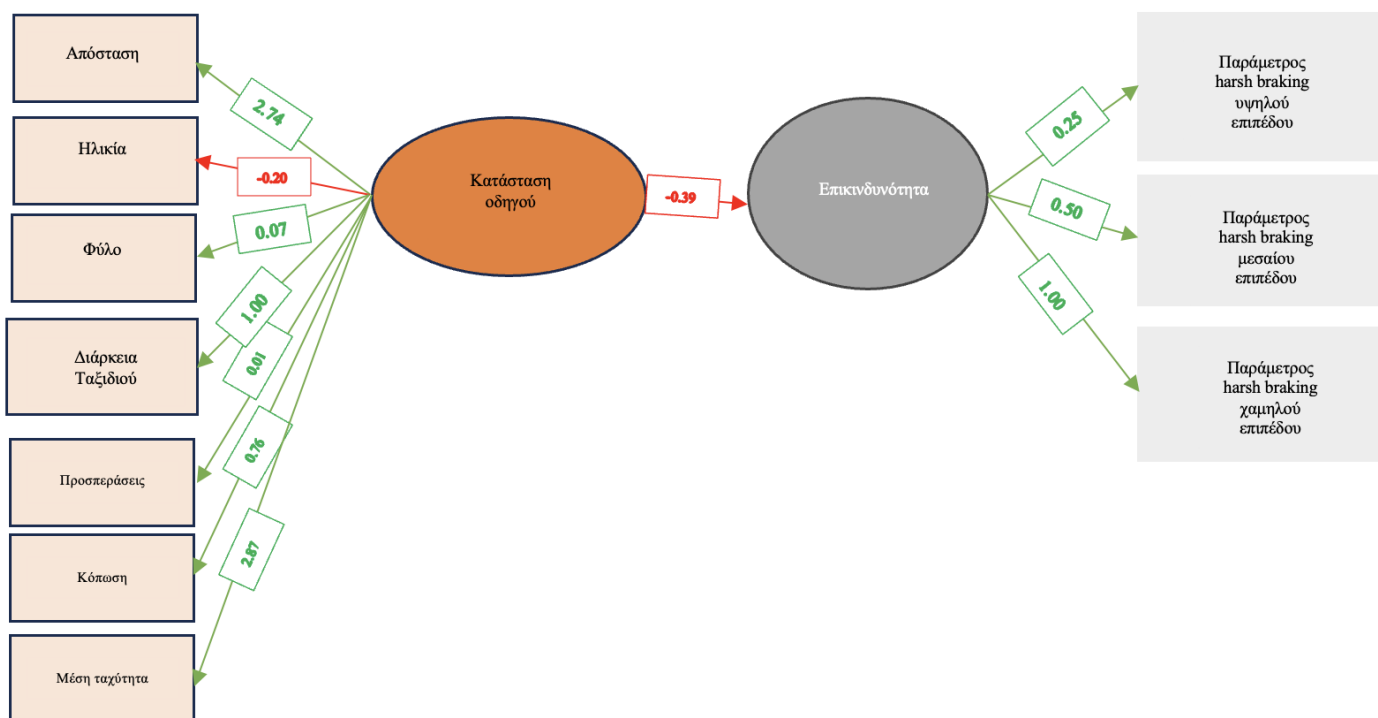 Απόσταση
2.74
Ηλικία
-0.20
Φύλο
0.07
Διάρκεια
Ταξιδιού
1.00
Προσπεράσεις
0.01
Κόπωση
0.76
Μέση ταχύτητα
2.87
Κατάσταση
οδηγού
-0.39
Επικινδυνότητα
0.25
Παράμετρος
harsh braking
υψηλού
επιπέδου
0.50
Παράμετρος
harsh braking
μεσαίου
επιπέδου
1.00
Παράμετρος
harsh braking
χαμηλού
επιπέδου